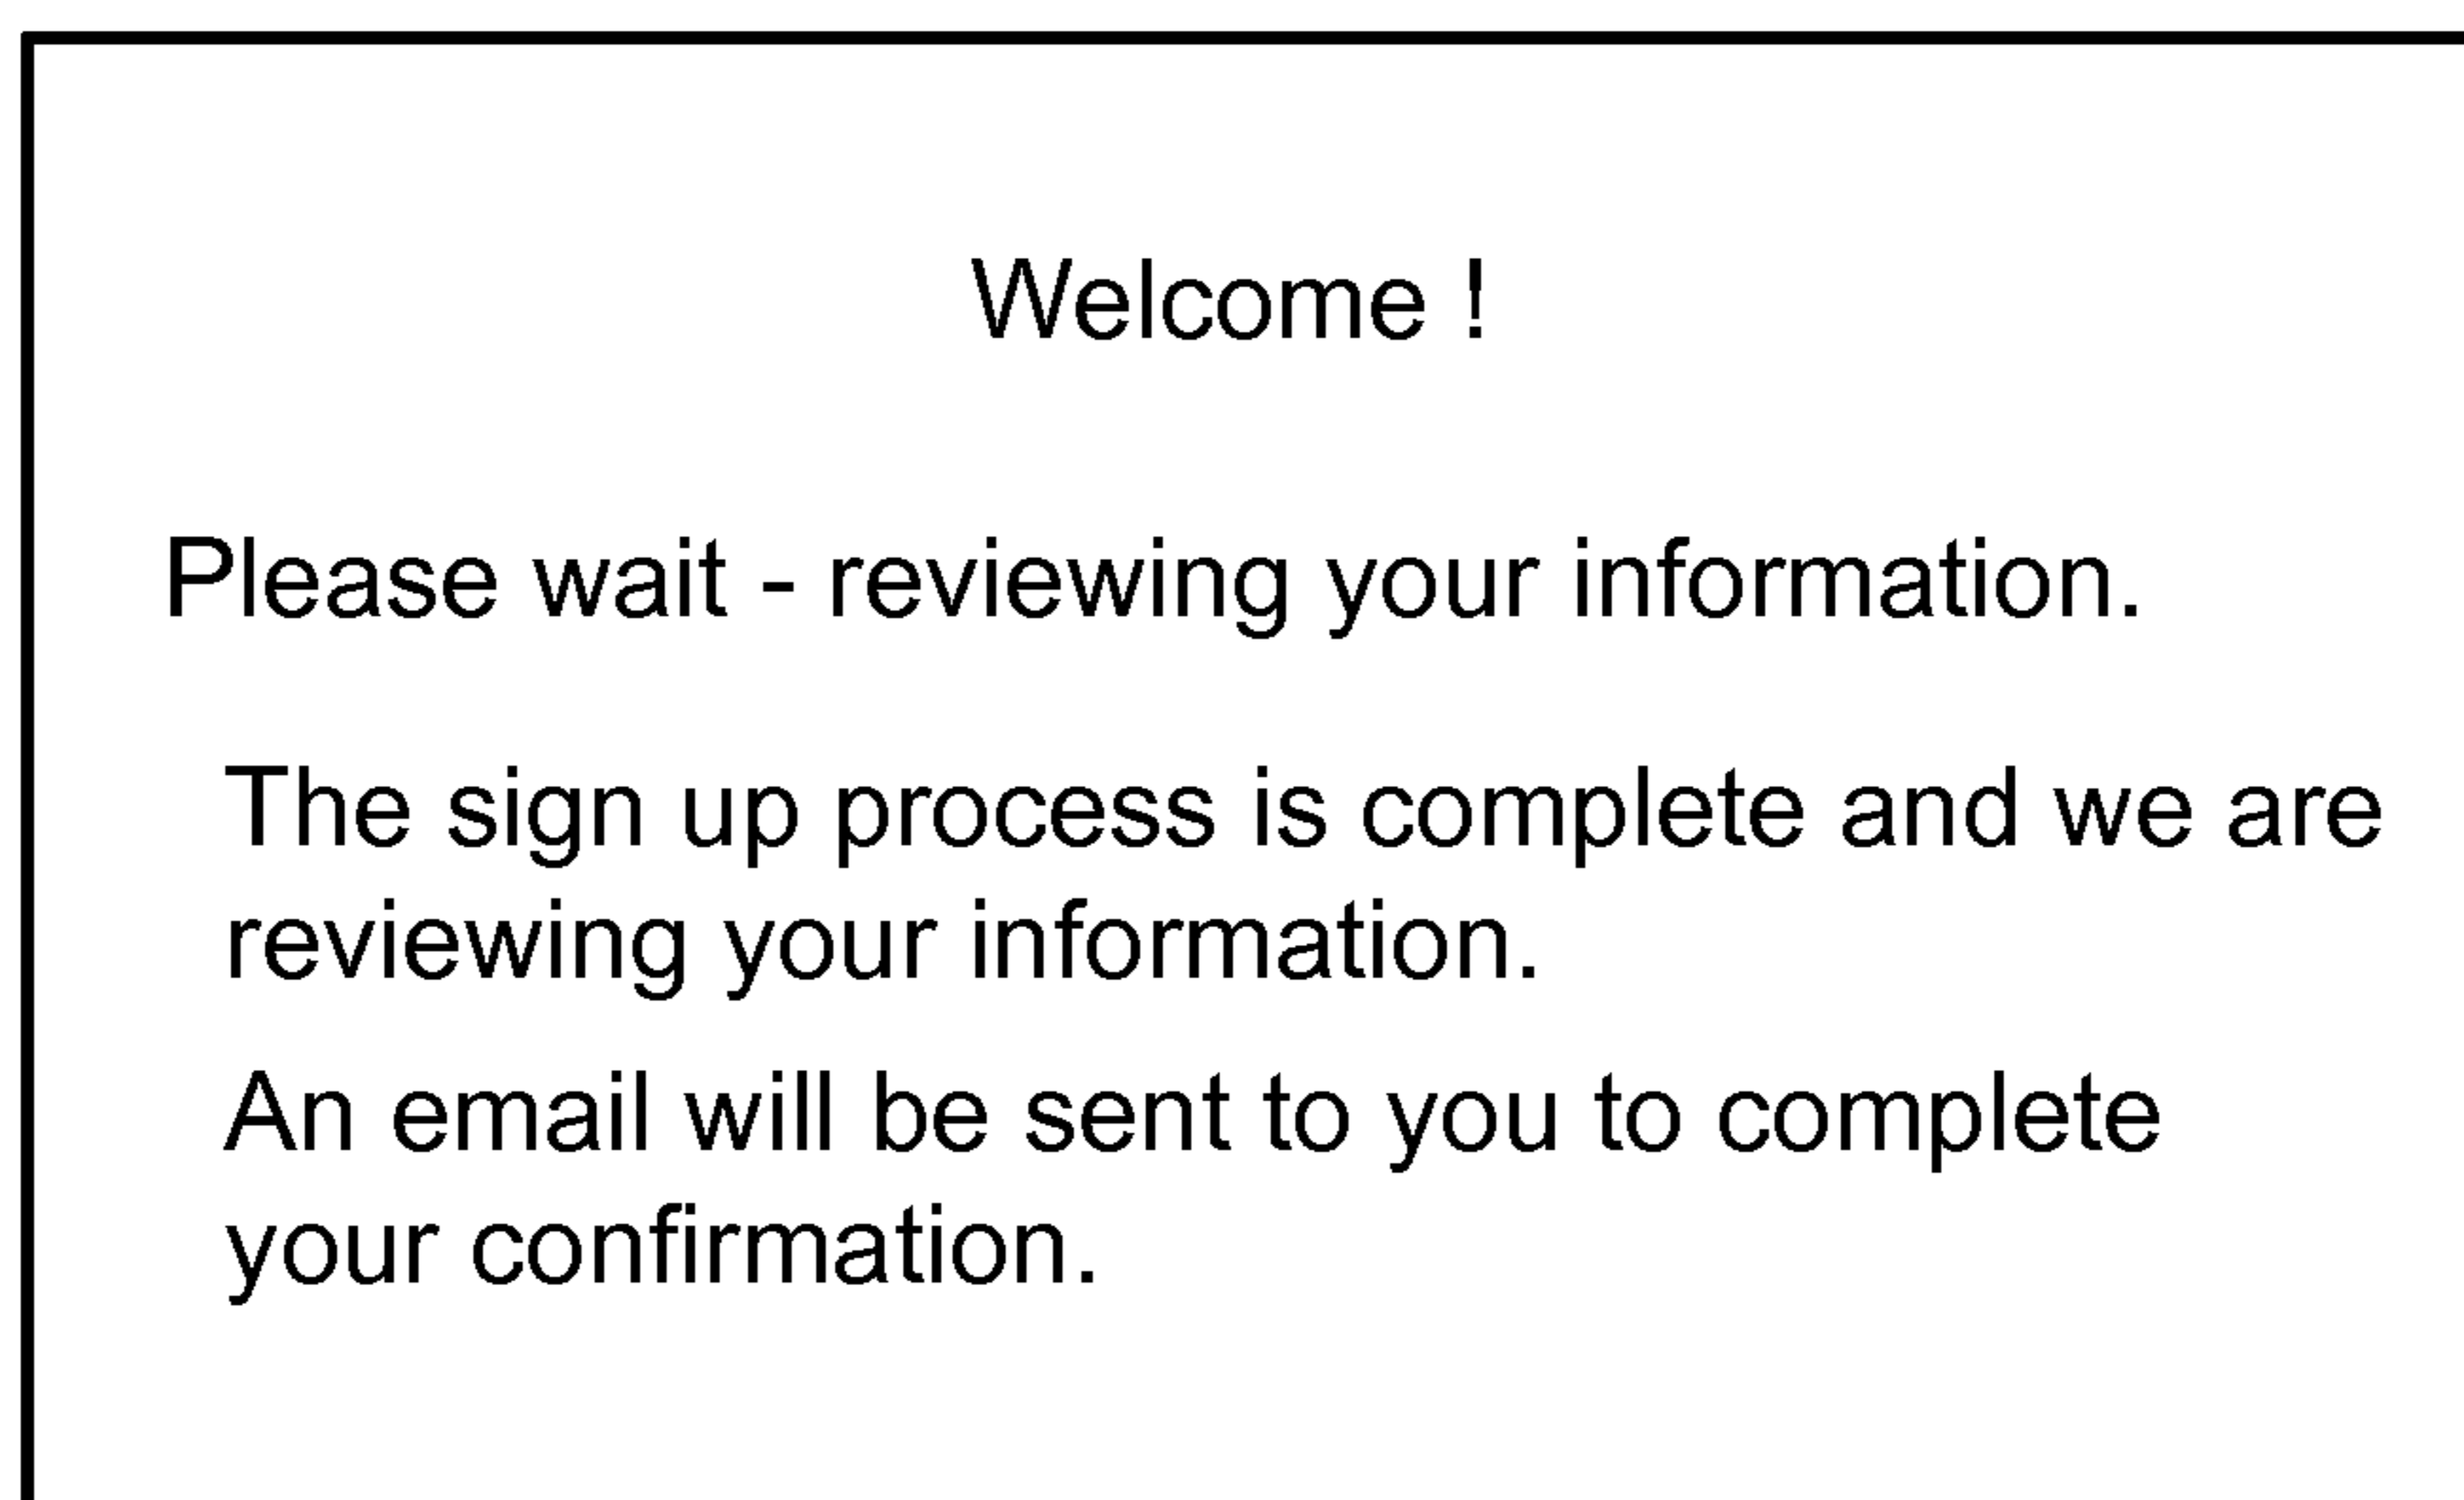 Welcome !
Please wait - reviewing your information.
The sign up process is complete and we are
reviewing your information.
An email will be sent to you to complete
your confirmation.